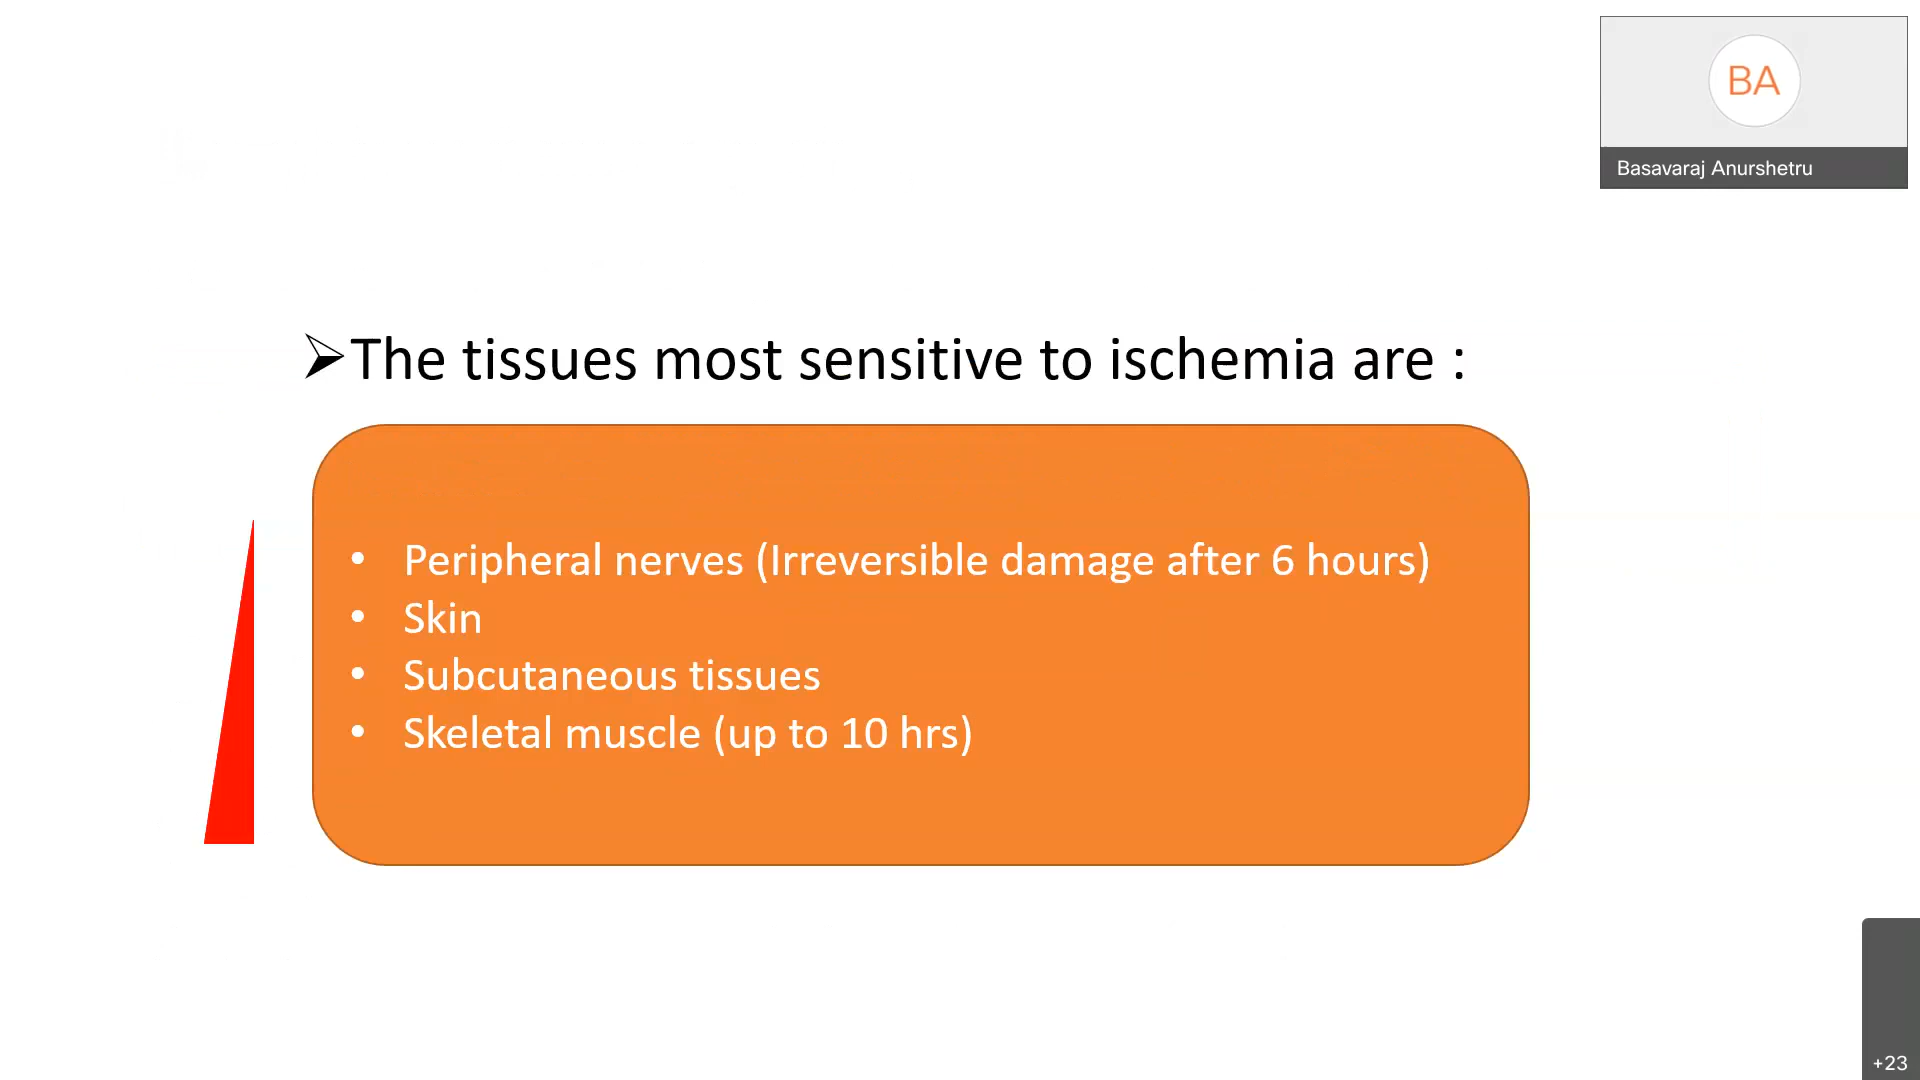 BA
Basavaraj Anurshetru
➢The tissues most sensitive to ischemia are :
• Peripheral nerves (Irreversible damage after 6 hours)
• Skin
• Subcutaneous tissues
• Skeletal muscle (up to 10 hrs)
+23